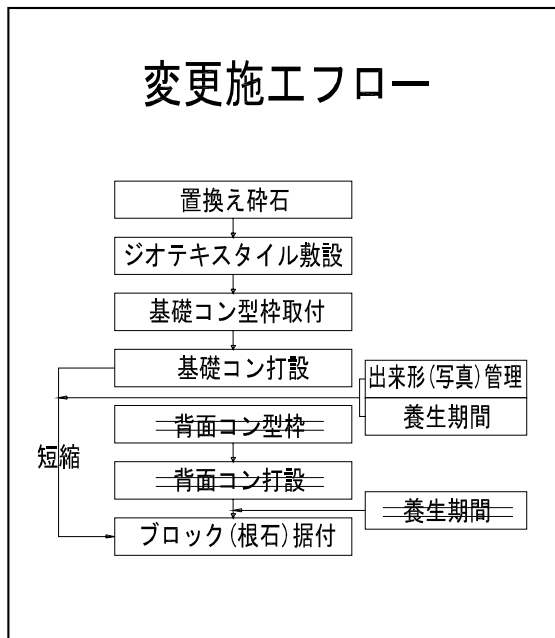 変更施工フロー
置換え砕石
ジオテキスタイル敷設
基礎コン型枠取付
基礎コン打設
出来形(写真)管理
養生期間
背面コン型枠
短縮
背面コン打設
養生期間
ブロック(根石)据付